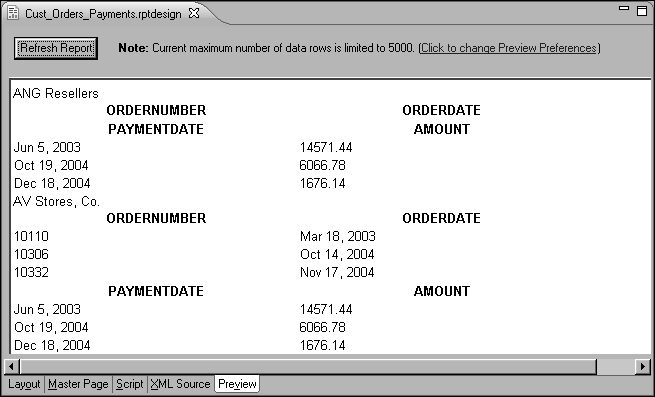 Cust_Orders_Payments.rptdesign
Refresh Report Note: Current maximum number of data rows is limited to 5000. (Click to change Preview Preferences)
ANG Resellers
ORDERNUMBER ORDERDATE
PAYMENTDATE AMOUNT
Jun 5, 2003 14571.44
Oct 19, 2004 6066.78
Dec 18, 2004 1676.14
AV Stores, Co.
ORDERNUMBER ORDERDATE
10110 Mar 18, 2003
10306 Oct 14, 2004
10332 Nov 17, 2004
PAYMENTDATE AMOUNT
Jun 5, 2003 14571.44
Oct 19, 2004 6066.78
Dec 18, 2004 1676.14
Layout Master Page Script XML Source Preview